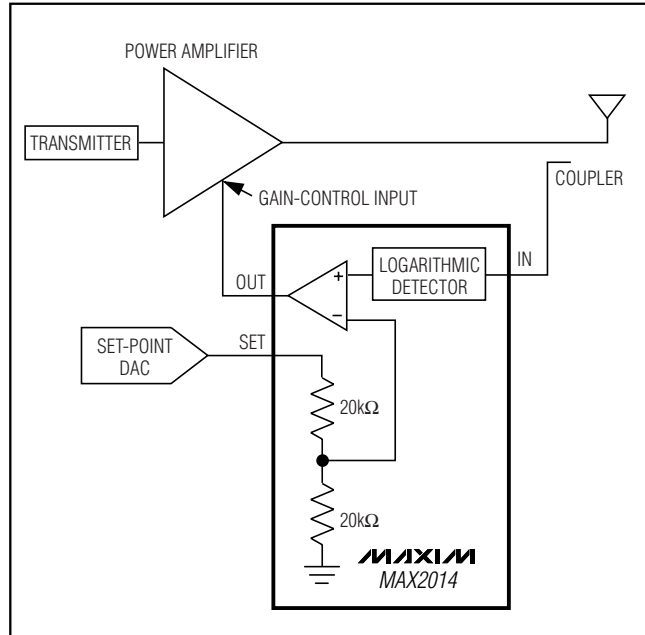 POWER AMPLIFIER
TRANSMITTER
GAIN-CONTROL INPUT
COUPLER
IN
OUT
+
LOGARITHMIC
DETECTOR
−
SET-POINT
DAC
SET
20kΩ
20kΩ
MAXIM
MAX2014